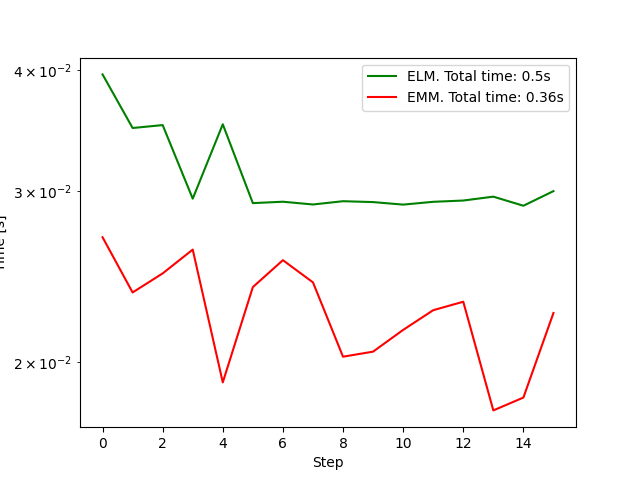 ELM. Total time: 0.5s
EMM. Total time: 0.36s
4 × 10⁻²
3 × 10⁻²
2 × 10⁻²
[s]
0 2 4 6 8 10 12 14
Step